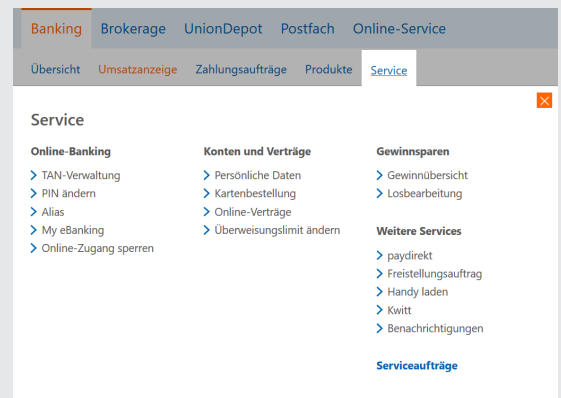 Banking Brokerage UnionDepot Postfach Online-Service
Übersicht Umsatzanzeige Zahlungsaufträge Produkte Service
Service
Online-Banking
TAN-Verwaltung
PIN ändern
Alias
My eBanking
Online-Zugang sperren
Konten und Verträge
Persönliche Daten
Kartenbestellung
Online-Verträge
Überweisungslimit ändern
Gewinnsparen
Gewinnübersicht
Losbearbeitung
Weitere Services
paydirekt
Freistellungsauftrag
Handy laden
Kwitt
Benachrichtigungen
Serviceaufträge